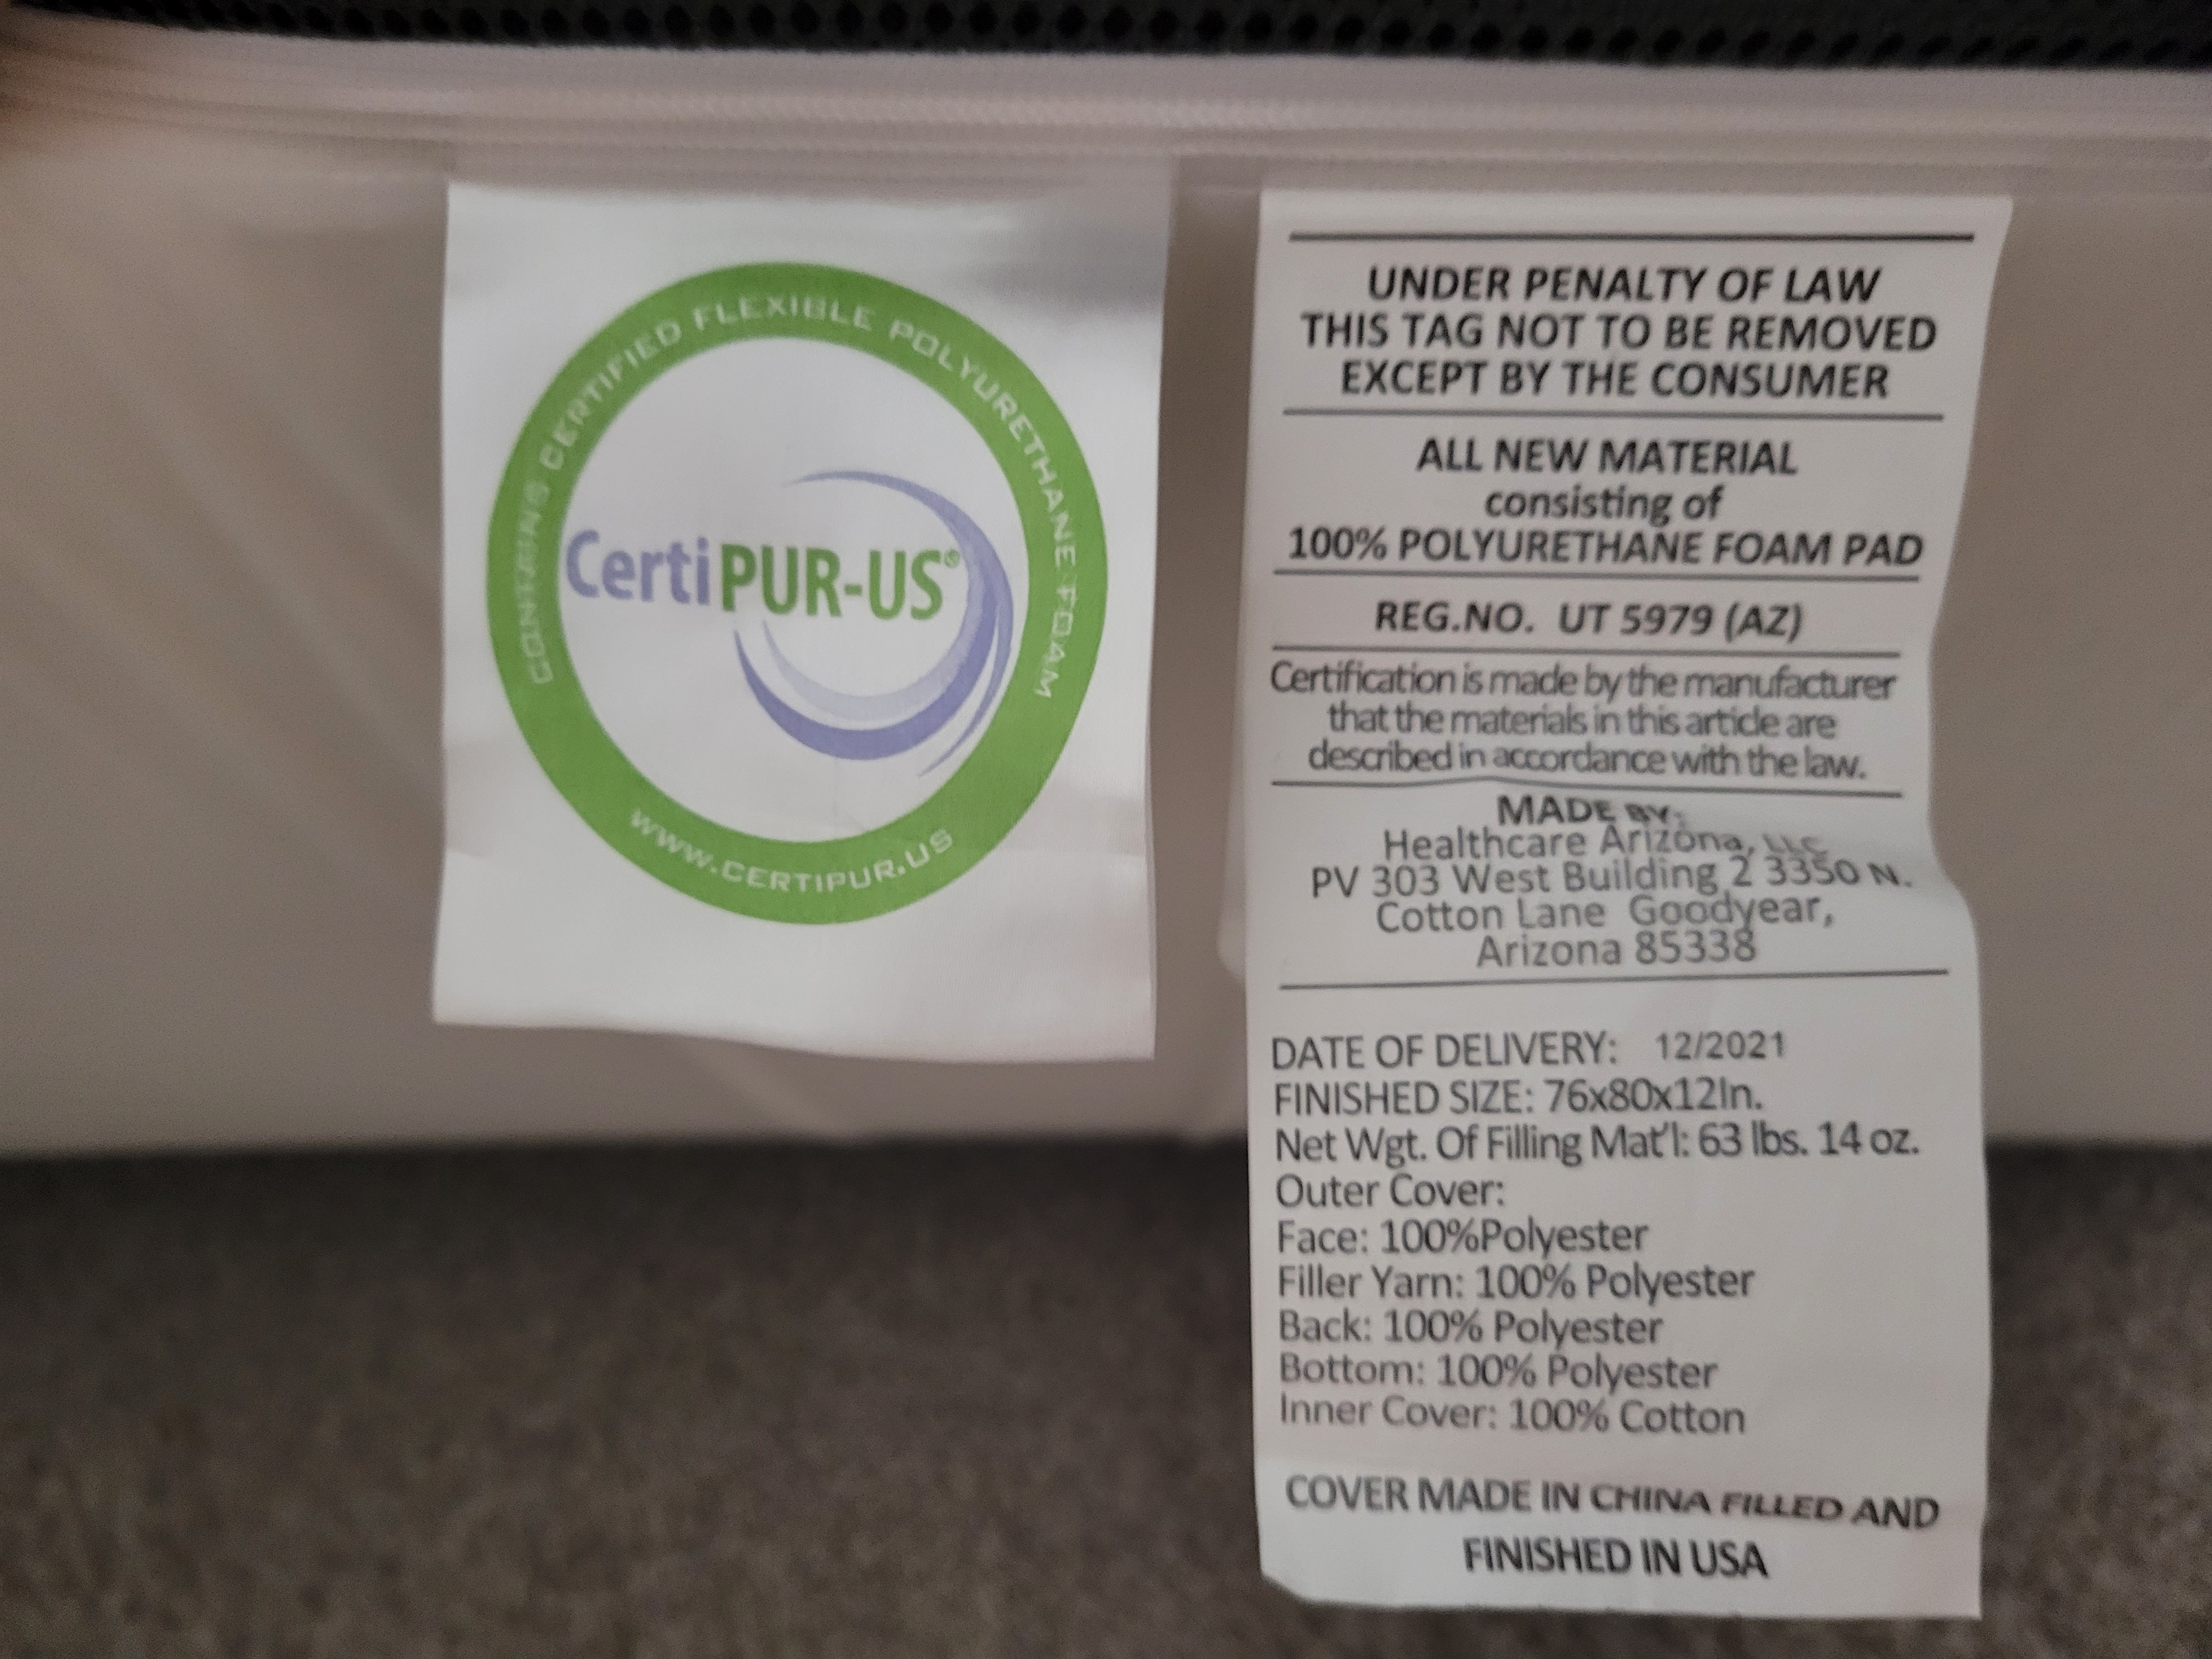 CONTAINS CERTIFIED FLEXIBLE POLYURETHANE FOAM
CertiPUR-US®
WWW.CERTIPUR.US
UNDER PENALTY OF LAW
THIS TAG NOT TO BE REMOVED
EXCEPT BY THE CONSUMER
ALL NEW MATERIAL
consisting of
100% POLYURETHANE FOAM PAD
REG.NO. UT 5979 (AZ)
Certification is made by the manufacturer
that the materials in this article are
described in accordance with the law.
MADE BY:
Healthcare Arizona, LLC
PV 303 West Building 2 3350 N.
Cotton Lane Goodyear,
Arizona 85338
DATE OF DELIVERY: 12/2021
FINISHED SIZE: 76x80x12In.
Net Wgt. Of Filling Mat'l: 63 lbs. 14 oz.
Outer Cover:
Face: 100%Polyester
Filler Yarn: 100% Polyester
Back: 100% Polyester
Bottom: 100% Polyester
Inner Cover: 100% Cotton
COVER MADE IN CHINA FILLED AND
FINISHED IN USA